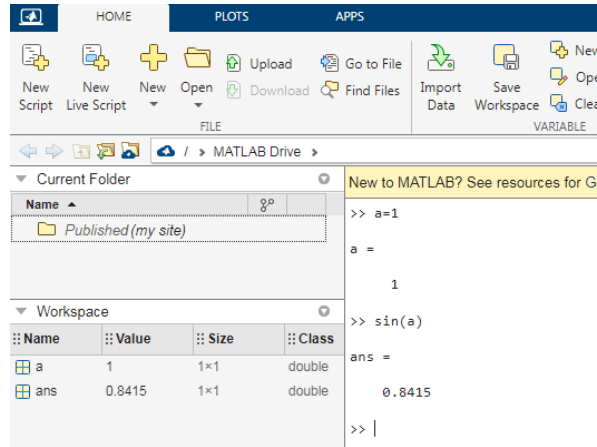 HOME PLOTS APPS
New Script
New Live Script
New
Open
Upload
Download
Go to File
Find Files
FILE
Import Data
Save Workspace
VARIABLE
/ > MATLAB Drive >
Current Folder
Name
Published (my site)
Workspace
Name Value Size Class
a 1 1×1 double
ans 0.8415 1×1 double
New to MATLAB? See resources for G
>> a=1
a =
1
>> sin(a)
ans =
0.8415
>>